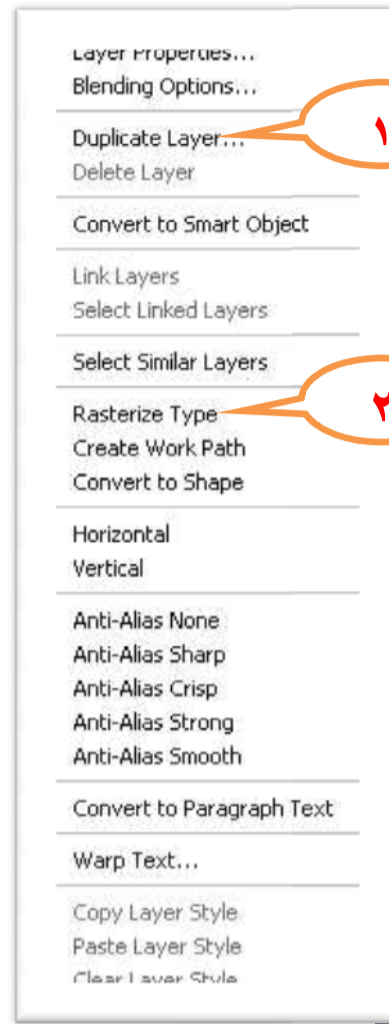 Layer Properties...
Blending Options...
Duplicate Layer...
١
Delete Layer
Convert to Smart Object
Link Layers
Select Linked Layers
Select Similar Layers
Rasterize Type
٢
Create Work Path
Convert to Shape
Horizontal
Vertical
Anti-Alias None
Anti-Alias Sharp
Anti-Alias Crisp
Anti-Alias Strong
Anti-Alias Smooth
Convert to Paragraph Text
Warp Text...
Copy Layer Style
Paste Layer Style
Clear Layer Style